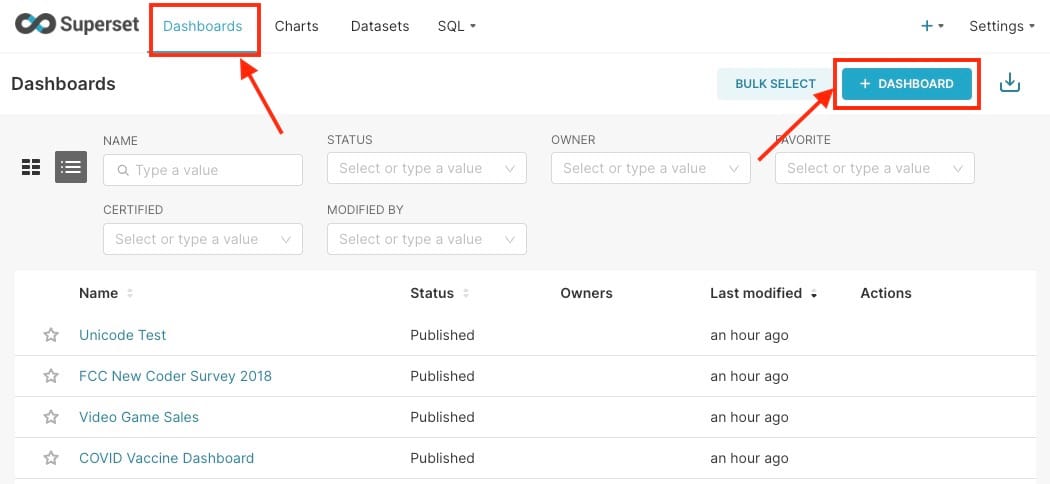 Superset Dashboards Charts Datasets SQL + Settings
Dashboards BULK SELECT + DASHBOARD
NAME STATUS OWNER FAVORITE
Type a value Select or type a value Select or type a value Select or type a value
CERTIFIED MODIFIED BY
Select or type a value Select or type a value
Name Status Owners Last modified Actions
Unicode Test Published an hour ago
FCC New Coder Survey 2018 Published an hour ago
Video Game Sales Published an hour ago
COVID Vaccine Dashboard Published an hour ago